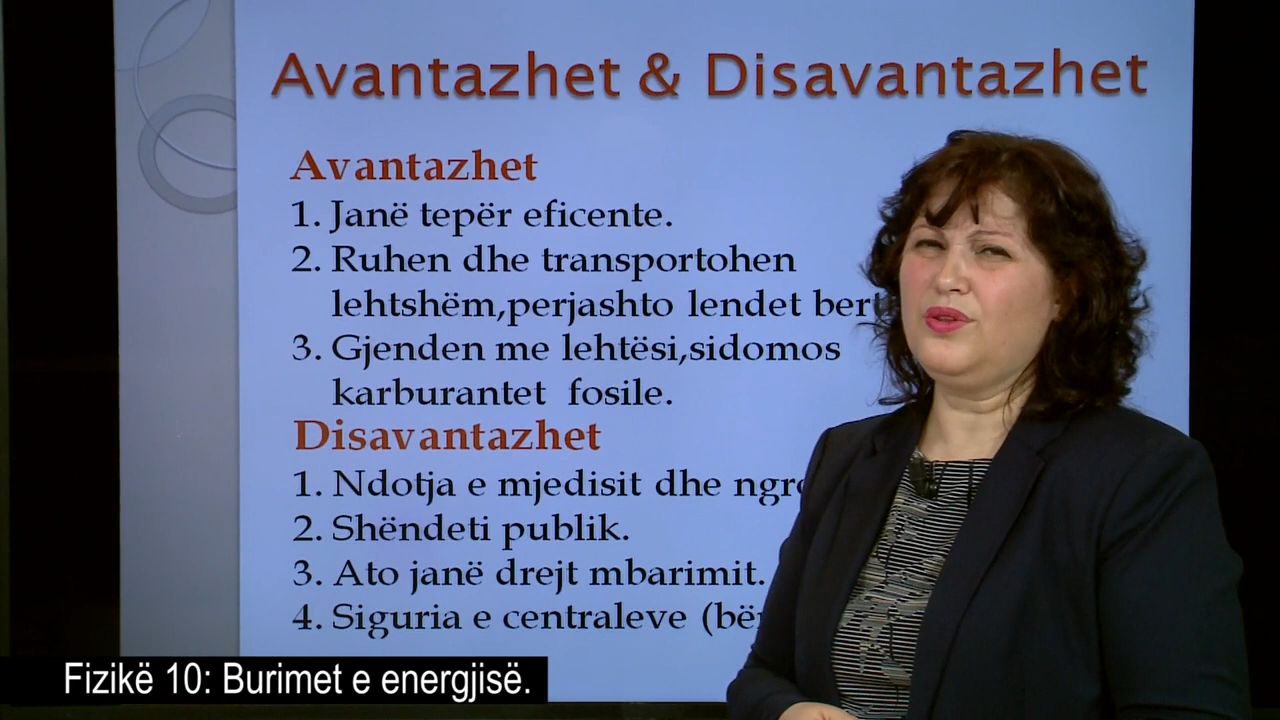 Avantazhet & Disavantazhet
Avantazhet
1. Janë tepër eficente.
2. Ruhen dhe transportohen
lehtshëm,perjashto lendet
3. Gjenden me lehtësi,sidomos
karburantet fosile.
Disavantazhet
1. Ndotja e mjedisit dhe
2. Shëndeti publik.
3. Ato janë drejt mbarimit.
4. Siguria e centraleve
Fizikë 10: Burimet e energjisë.